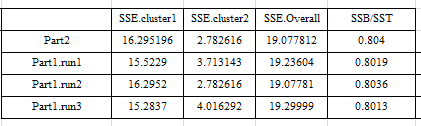 SSE.cluster1 SSE.cluster2 SSE.Overall SSB/SST
Part2 16.295196 2.782616 19.077812 0.804
Part1.run1 15.5229 3.713143 19.23604 0.8019
Part1.run2 16.2952 2.782616 19.07781 0.8036
Part1.run3 15.2837 4.016292 19.29999 0.8013